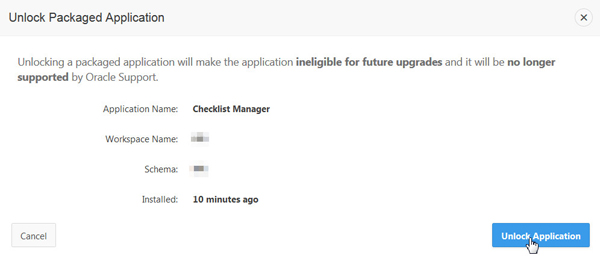 Unlock Packaged Application
Unlocking a packaged application will make the application ineligible for future upgrades and it will be no longer
supported by Oracle Support.
Application Name: Checklist Manager
Workspace Name:
Schema:
Installed: 10 minutes ago
Cancel Unlock Application